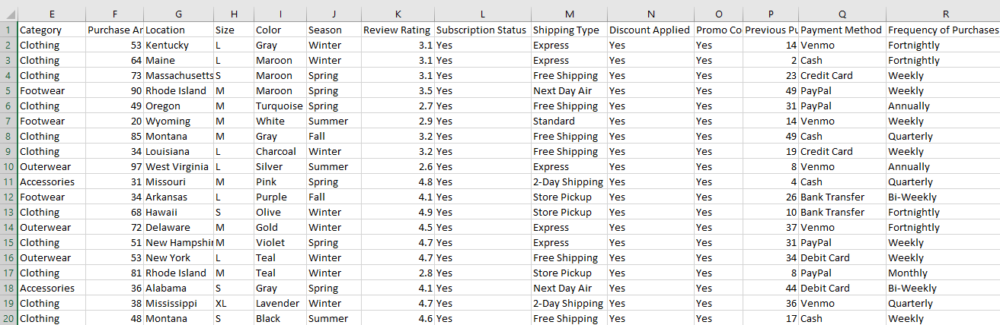 E F G H I J K L M N O P Q R
1 Category Purchase Ar Location Size Color Season Review Rating Subscription Status Shipping Type Discount Applied Promo Co Previous Pu Payment Method Frequency of Purchases
2 Clothing 53 Kentucky L Gray Winter 3.1 Yes Express Yes Yes 14 Venmo Fortnightly
3 Clothing 64 Maine L Maroon Winter 3.1 Yes Express Yes Yes 2 Cash Fortnightly
4 Clothing 73 Massachusetts S Maroon Spring 3.1 Yes Free Shipping Yes Yes 23 Credit Card Weekly
5 Footwear 90 Rhode Island M Maroon Spring 3.5 Yes Next Day Air Yes Yes 49 PayPal Weekly
6 Clothing 49 Oregon M Turquoise Spring 2.7 Yes Free Shipping Yes Yes 31 PayPal Annually
7 Footwear 20 Wyoming M White Summer 2.9 Yes Standard Yes Yes 14 Venmo Weekly
8 Clothing 85 Montana M Gray Fall 3.2 Yes Free Shipping Yes Yes 49 Cash Quarterly
9 Clothing 34 Louisiana L Charcoal Winter 3.2 Yes Free Shipping Yes Yes 19 Credit Card Weekly
10 Outerwear 97 West Virginia L Silver Summer 2.6 Yes Express Yes Yes 8 Venmo Annually
11 Accessories 31 Missouri M Pink Spring 4.8 Yes 2-Day Shipping Yes Yes 4 Cash Quarterly
12 Footwear 34 Arkansas L Purple Fall 4.1 Yes Store Pickup Yes Yes 26 Bank Transfer Bi-Weekly
13 Clothing 68 Hawaii S Olive Winter 4.9 Yes Store Pickup Yes Yes 10 Bank Transfer Fortnightly
14 Outerwear 72 Delaware M Gold Winter 4.5 Yes Express Yes Yes 37 Venmo Fortnightly
15 Clothing 51 New Hampshir M Violet Spring 4.7 Yes Express Yes Yes 31 PayPal Weekly
16 Outerwear 53 New York L Teal Winter 4.7 Yes Free Shipping Yes Yes 34 Debit Card Weekly
17 Clothing 81 Rhode Island M Teal Winter 2.8 Yes Store Pickup Yes Yes 8 PayPal Monthly
18 Accessories 36 Alabama S Gray Spring 4.1 Yes Next Day Air Yes Yes 44 Debit Card Bi-Weekly
19 Clothing 38 Mississippi XL Lavender Winter 4.7 Yes 2-Day Shipping Yes Yes 36 Venmo Quarterly
20 Clothing 48 Montana S Black Summer 4.6 Yes Free Shipping Yes Yes 17 Cash Weekly